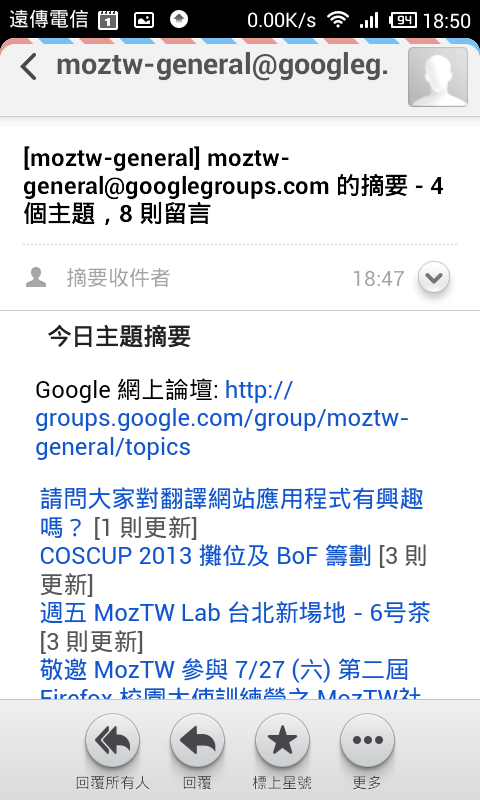 遠傳電信 1 0.00K/s 94 18:50
moztw-general@googleg.
[moztw-general] moztw-
general@googlegroups.com 的摘要 - 4
個主題，8 則留言
摘要收件者 18:47
今日主題摘要
Google 網上論壇: http://
groups.google.com/group/moztw-
general/topics
請問大家對翻譯網站應用程式有興趣
嗎？ [1 則更新]
COSCUP 2013 攤位及 BoF 籌劃 [3 則
更新]
週五 MozTW Lab 台北新場地 - 6号茶
[3 則更新]
敬邀 MozTW 參與 7/27 (六) 第二屆
Firefox 校園大使訓練營之 MozTW社
回覆所有人 回覆 標上星號 更多